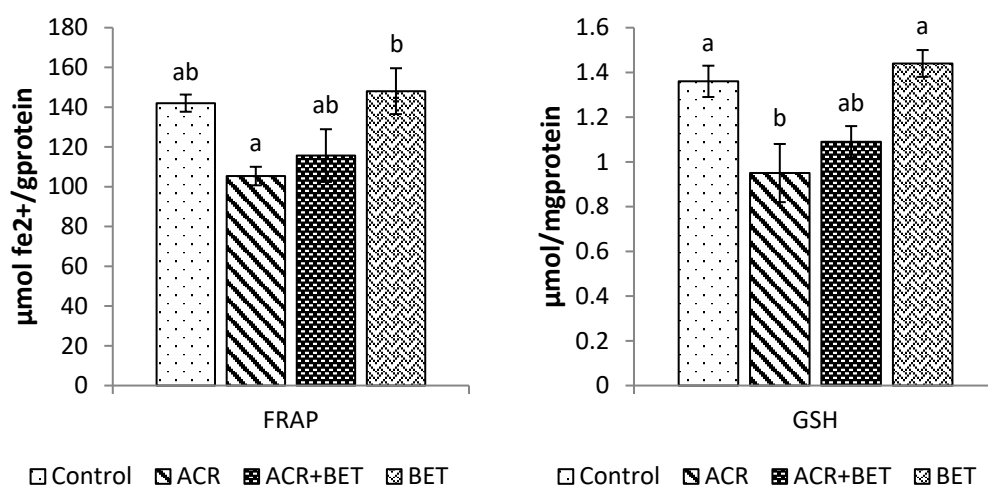 µmol fe2+/gprotein
180
160
140
120
100
80
60
40
20
0
ab
a
ab
b
FRAP
Control ACR ACR+BET BET
µmol/mgprotein
1.6
1.4
1.2
1
0.8
0.6
0.4
0.2
0
a
b
ab
a
GSH
Control ACR ACR+BET BET